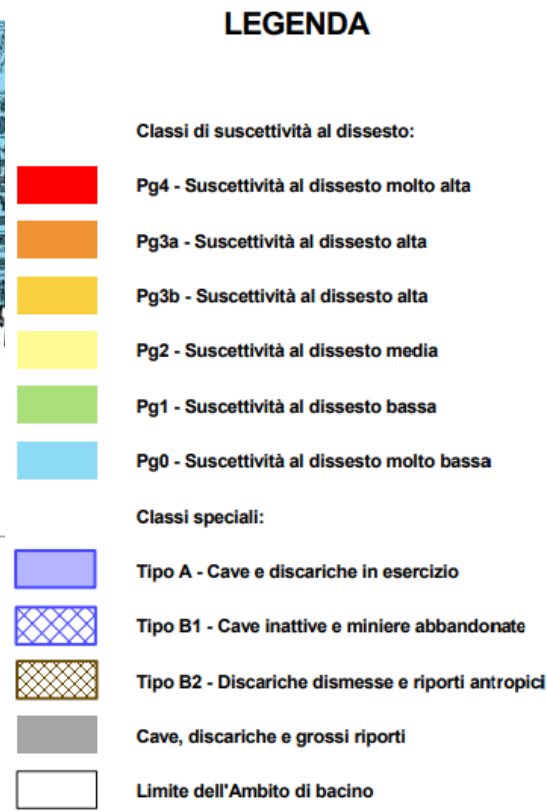 LEGENDA
Classi di suscettività al dissesto:
Pg4 - Suscettività al dissesto molto alta
Pg3a - Suscettività al dissesto alta
Pg3b - Suscettività al dissesto alta
Pg2 - Suscettività al dissesto media
Pg1 - Suscettività al dissesto bassa
Pg0 - Suscettività al dissesto molto bassa
Classi speciali:
Tipo A - Cave e discariche in esercizio
Tipo B1 - Cave inattive e miniere abbandonate
Tipo B2 - Discariche dismesse e riporti antropici
Cave, discariche e grossi riporti
Limite dell'Ambito di bacino